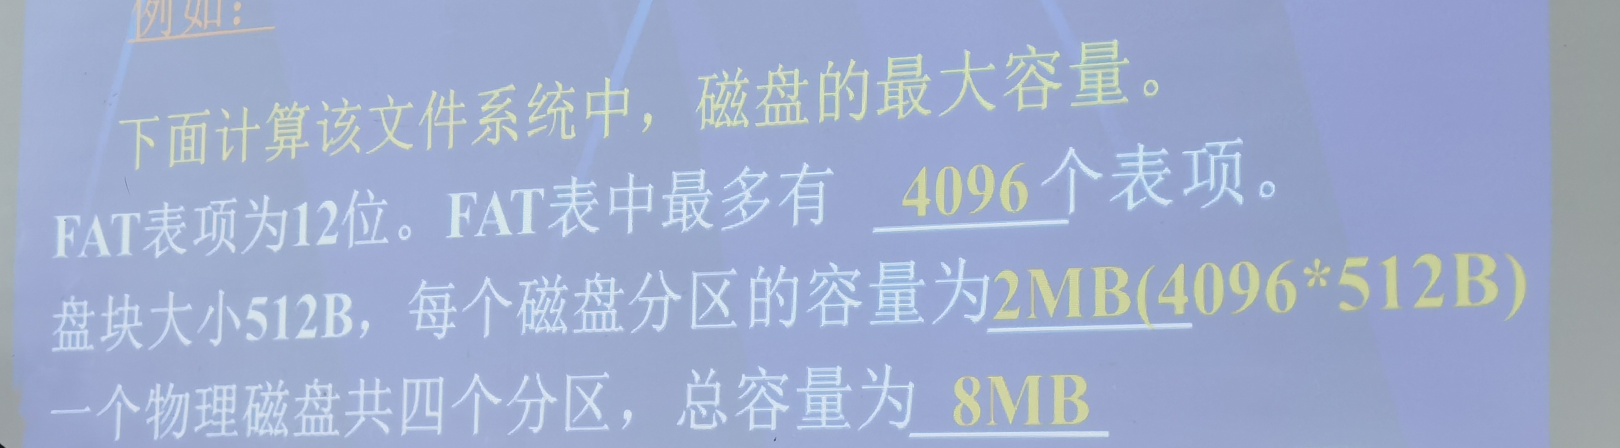 例如：
下面计算该文件系统中，磁盘的最大容量。
FAT表项为12位。FAT表中最多有 4096个表项。
盘块大小512B，每个磁盘分区的容量为2MB(4096*512B)
一个物理磁盘共四个分区，总容量为 8MB